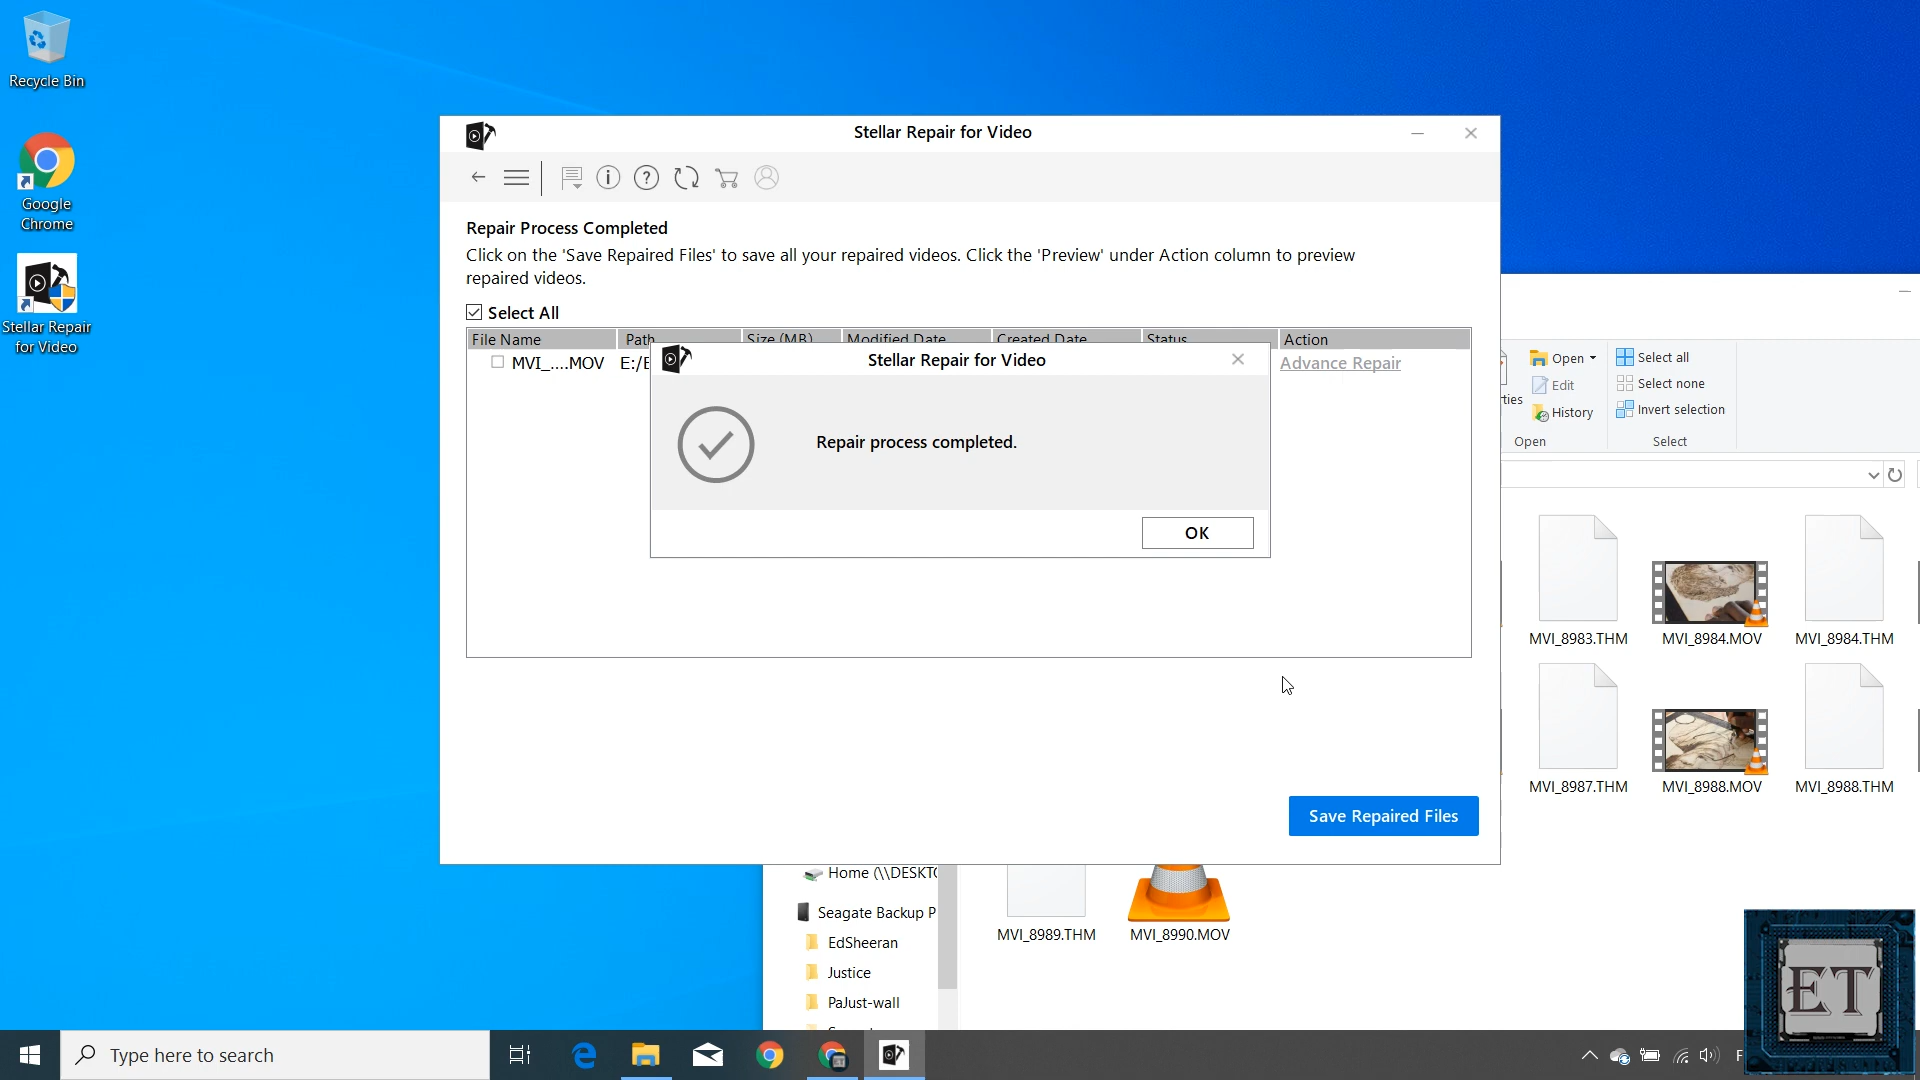 Recycle Bin
Google
Chrome
Stellar Repair
for Video
Stellar Repair for Video
Repair Process Completed
Click on the 'Save Repaired Files' to save all your repaired videos. Click the 'Preview' under Action column to preview
repaired videos.
Select All
File Name Path Size (MB) Modified Date Created Date Status Action
MVI_....MOV E:/E Advance Repair
Stellar Repair for Video
Repair process completed.
OK
Save Repaired Files
Open Select all
ties Edit Select none
History Invert selection
Open Select
MVI_8983.THM MVI_8984.MOV MVI_8984.THM
MVI_8987.THM MVI_8988.MOV MVI_8988.THM
Home (\\DESKT
Seagate Backup P
EdSheeran
Justice
PaJust-wall
MVI_8989.THM MVI_8990.MOV
Type here to search
ET